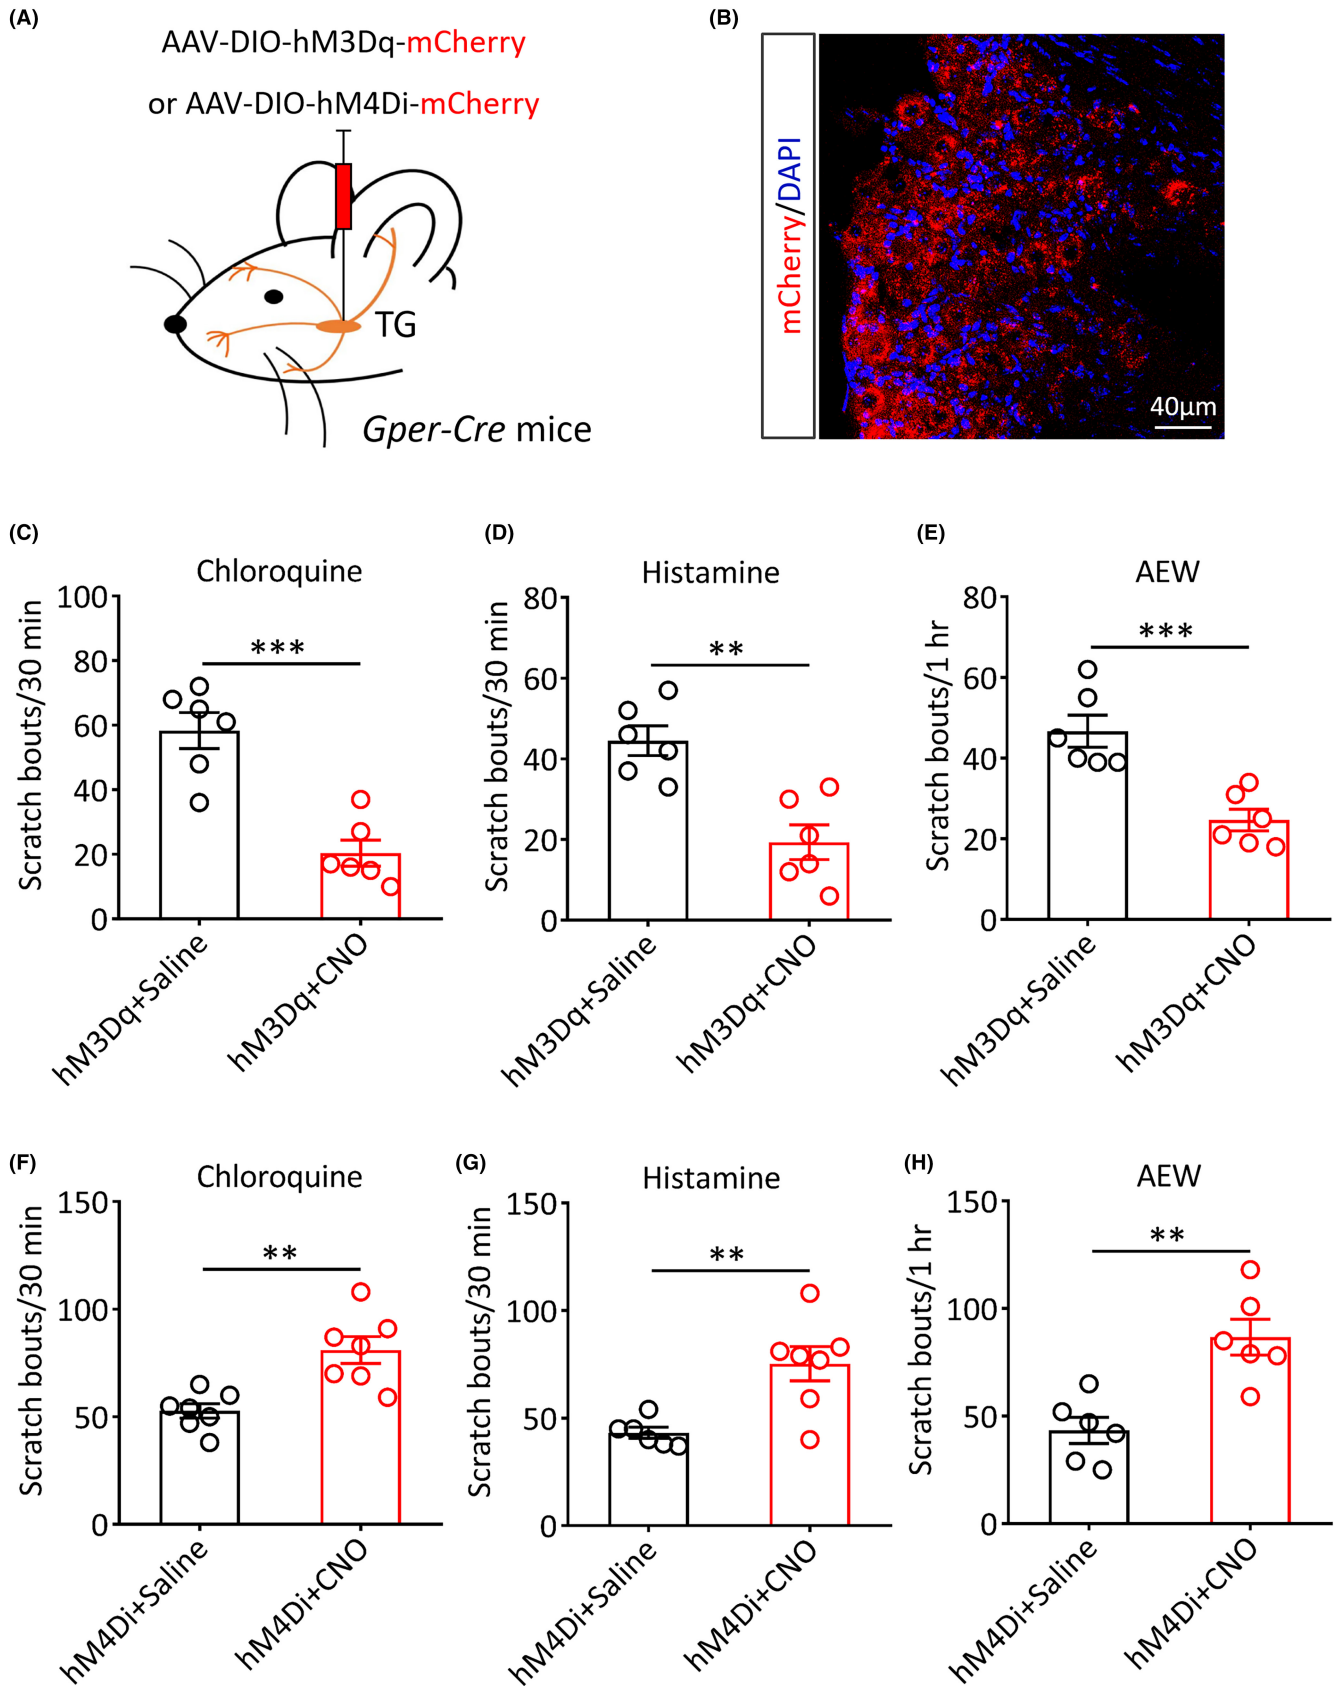 (A)
AAV-DIO-hM3Dq-mCherry
or AAV-DIO-hM4Di-mCherry
TG
Gper-Cre mice
(B)
mCherry/DAPI
40μm
(C)
Chloroquine
Scratch bouts/30 min
100
80
60
40
20
0
***
hM3Dq+Saline
hM3Dq+CNO
(D)
Histamine
Scratch bouts/30 min
80
60
40
20
0
**
hM3Dq+Saline
hM3Dq+CNO
(E)
AEW
Scratch bouts/1 hr
80
60
40
20
0
***
hM3Dq+Saline
hM3Dq+CNO
(F)
Chloroquine
Scratch bouts/30 min
150
100
50
0
**
hM4Di+Saline
hM4Di+CNO
(G)
Histamine
Scratch bouts/30 min
150
100
50
0
**
hM4Di+Saline
hM4Di+CNO
(H)
AEW
Scratch bouts/1 hr
150
100
50
0
**
hM4Di+Saline
hM4Di+CNO